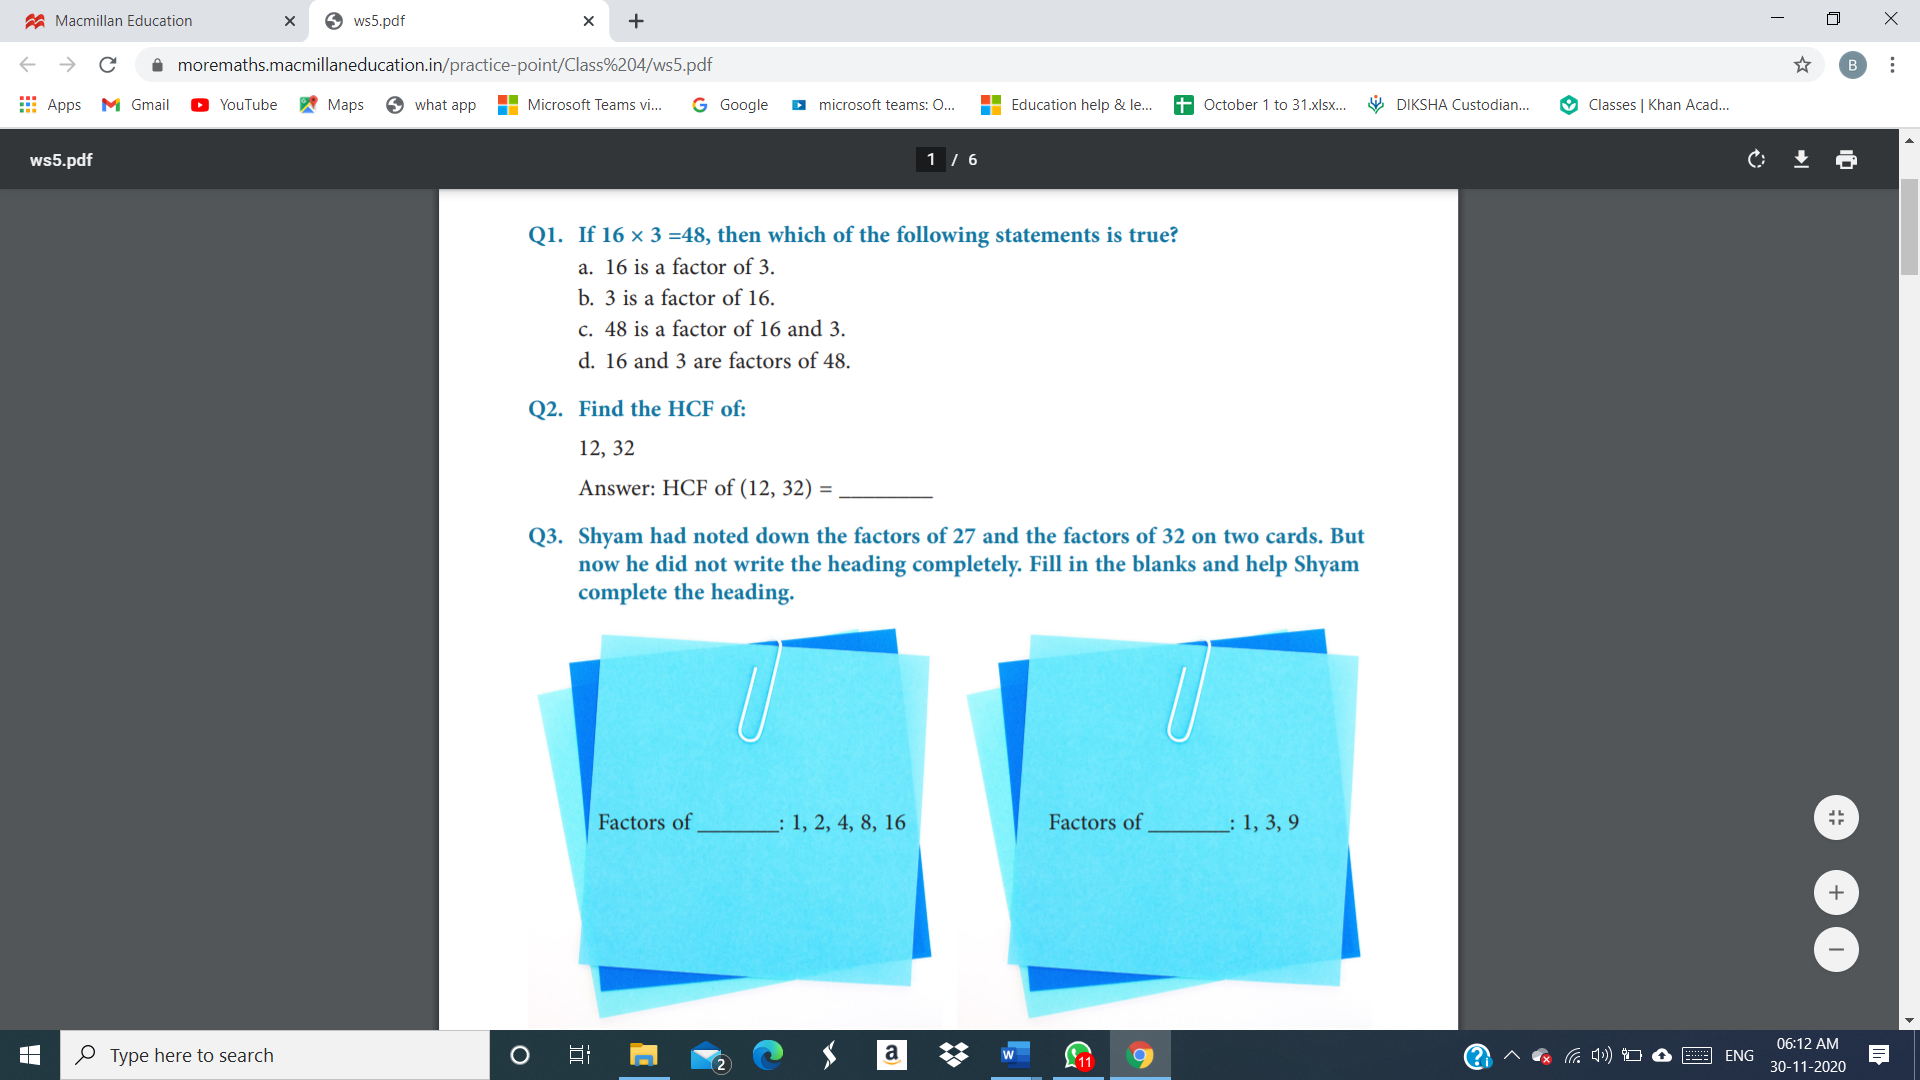 Macmillan Education
ws5.pdf
moremaths.macmillaneducation.in/practice-point/Class%204/ws5.pdf
B
Apps
Gmail
YouTube
Maps
what app
Microsoft Teams vi...
Google
microsoft teams: O...
Education help & le...
October 1 to 31.xlsx...
DIKSHA Custodian...
Classes | Khan Acad...
ws5.pdf
1 / 6
Q1. If 16 × 3 =48, then which of the following statements is true?
a. 16 is a factor of 3.
b. 3 is a factor of 16.
c. 48 is a factor of 16 and 3.
d. 16 and 3 are factors of 48.
Q2. Find the HCF of:
12, 32
Answer: HCF of (12, 32) = ________
Q3. Shyam had noted down the factors of 27 and the factors of 32 on two cards. But
now he did not write the heading completely. Fill in the blanks and help Shyam
complete the heading.
Factors of _______: 1, 2, 4, 8, 16
Factors of _______: 1, 3, 9
Type here to search
2
a
W
11
ENG
06:12 AM
30-11-2020